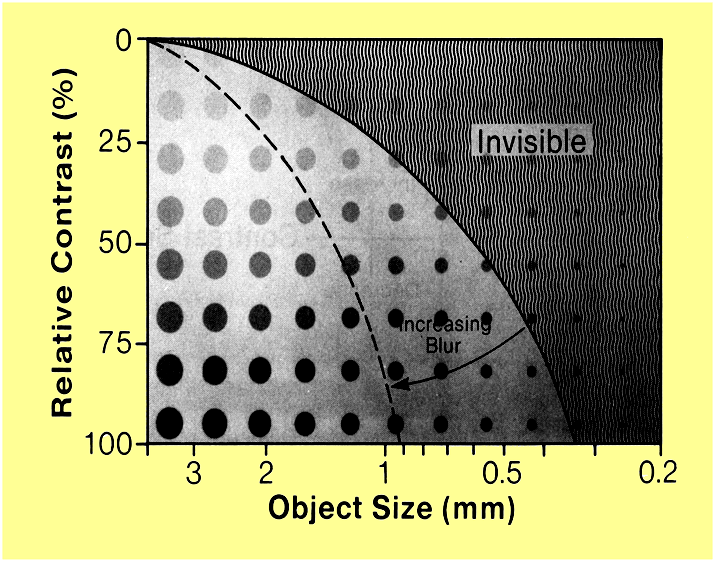 Relative Contrast (%)
0
25
50
75
100
Invisible
Increasing
Blur
3 2 1 0.5 0.2
Object Size (mm)